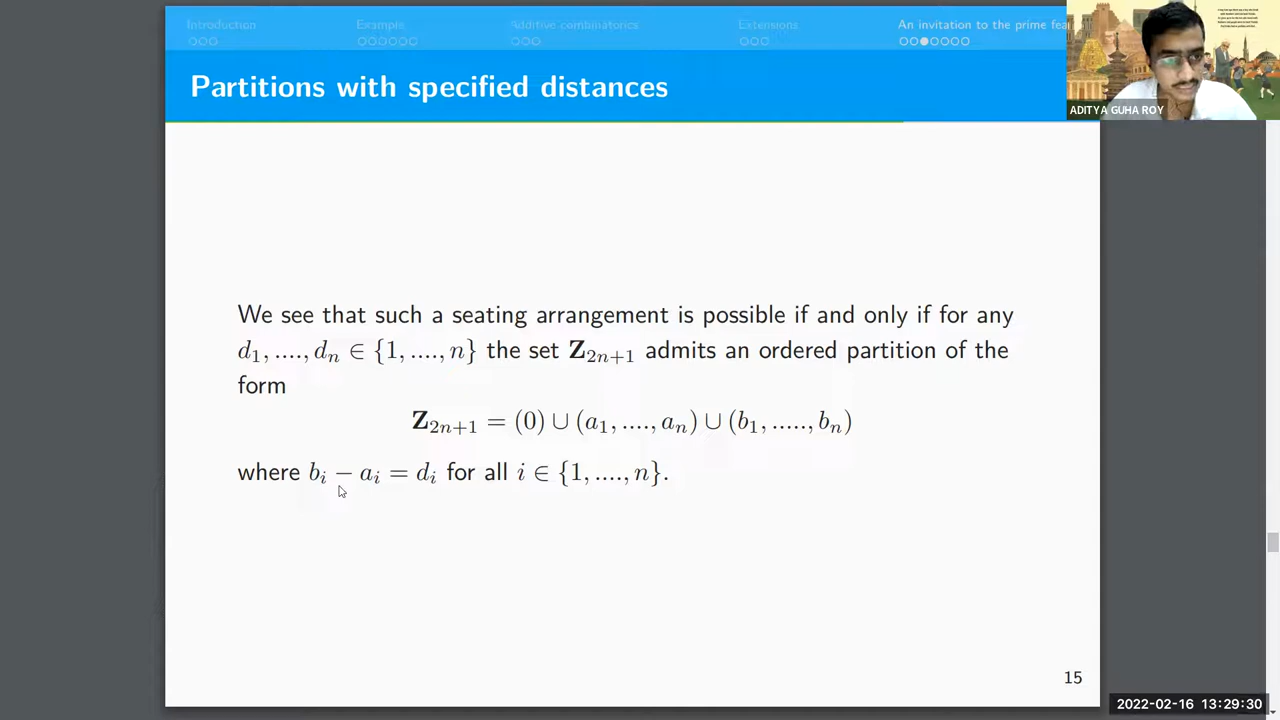 Introduction Example Additive combinatorics Extensions An invitation to the prime fea
Partitions with specified distances
ADITYA GUHA ROY
We see that such a seating arrangement is possible if and only if for any
d₁, ...., dₙ ∈ {1, ...., n} the set Z₂ₙ₊₁ admits an ordered partition of the
form
Z₂ₙ₊₁ = (0) ∪ (a₁, ...., aₙ) ∪ (b₁, ....., bₙ)
where bᵢ − aᵢ = dᵢ for all i ∈ {1, ...., n}.
15
2022-02-16 13:29:30